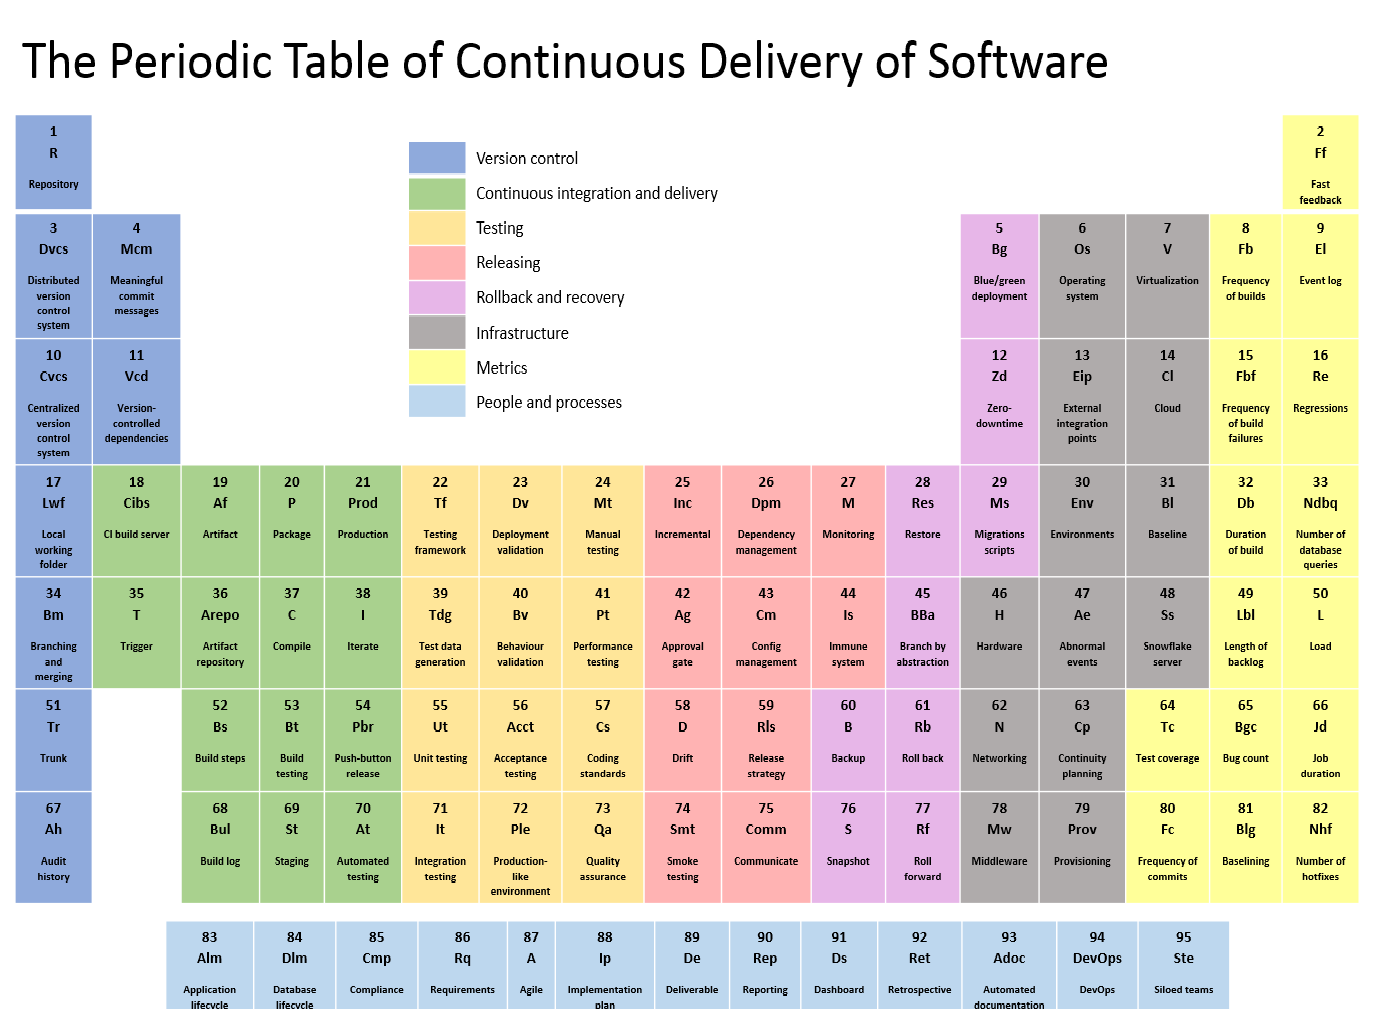 The Periodic Table of Continuous Delivery of Software
1
R
Repository
2
Ff
Fast
feedback
Version control
Continuous integration and delivery
Testing
Releasing
Rollback and recovery
Infrastructure
Metrics
People and processes
3
Dvcs
Distributed
version
control
system
4
Mcm
Meaningful
commit
messages
5
Bg
Blue/green
deployment
6
Os
Operating
system
7
V
Virtualization
8
Fb
Frequency
of builds
9
El
Event log
10
Cvcs
Centralized
version
control
system
11
Vcd
Version-
controlled
dependencies
12
Zd
Zero-
downtime
13
Eip
External
integration
points
14
Cl
Cloud
15
Fbf
Frequency
of build
failures
16
Re
Regressions
17
Lwf
Local
working
folder
18
Cibs
CI build server
19
Af
Artifact
20
P
Package
21
Prod
Production
22
Tf
Testing
framework
23
Dv
Deployment
validation
24
Mt
Manual
testing
25
Inc
Incremental
26
Dpm
Dependency
management
27
M
Monitoring
28
Res
Restore
29
Ms
Migrations
scripts
30
Env
Environments
31
Bl
Baseline
32
Db
Duration
of build
33
Ndbq
Number of
database
queries
34
Bm
Branching
and
merging
35
T
Trigger
36
Arepo
Artifact
repository
37
C
Compile
38
I
Iterate
39
Tdg
Test data
generation
40
Bv
Behaviour
validation
41
Pt
Performance
testing
42
Ag
Approval
gate
43
Cm
Config
management
44
Is
Immune
system
45
BBa
Branch by
abstraction
46
H
Hardware
47
Ae
Abnormal
events
48
Ss
Snowflake
server
49
Lbl
Length of
backlog
50
L
Load
51
Tr
Trunk
52
Bs
Build steps
53
Bt
Build
testing
54
Pbr
Push-button
release
55
Ut
Unit testing
56
Acct
Acceptance
testing
57
Cs
Coding
standards
58
D
Drift
59
Rls
Release
strategy
60
B
Backup
61
Rb
Roll back
62
N
Networking
63
Cp
Continuity
planning
64
Tc
Test coverage
65
Bgc
Bug count
66
Jd
Job
duration
67
Ah
Audit
history
68
Bul
Build log
69
St
Staging
70
At
Automated
testing
71
It
Integration
testing
72
Ple
Production-
like
environment
73
Qa
Quality
assurance
74
Smt
Smoke
testing
75
Comm
Communicate
76
S
Snapshot
77
Rf
Roll
forward
78
Mw
Middleware
79
Prov
Provisioning
80
Fc
Frequency of
commits
81
Blg
Baselining
82
Nhf
Number of
hotfixes
83
Alm
Application
lifecycle
84
Dlm
Database
lifecycle
85
Cmp
Compliance
86
Rq
Requirements
87
A
Agile
88
Ip
Implementation
plan
89
De
Deliverable
90
Rep
Reporting
91
Ds
Dashboard
92
Ret
Retrospective
93
Adoc
Automated
documentation
94
DevOps
DevOps
95
Ste
Siloed teams